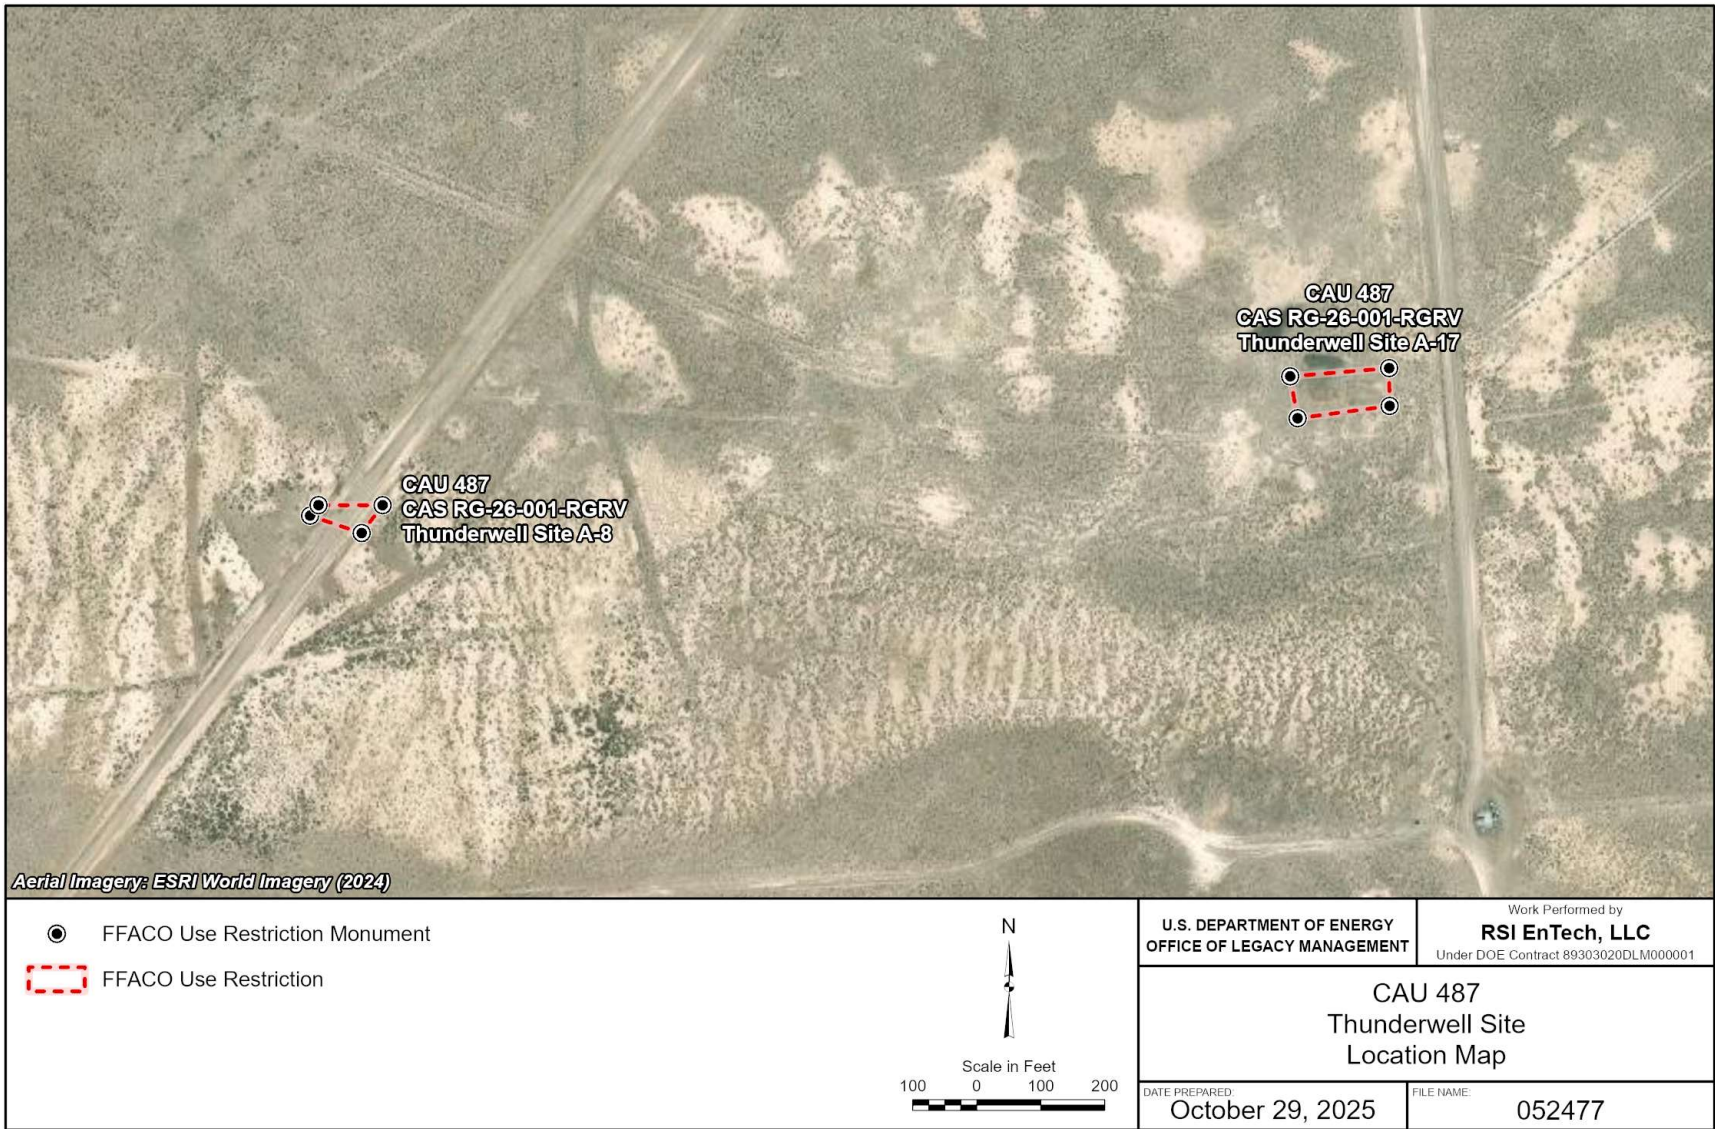 CAU 487
CAS RG-26-001-RGRV
Thunderwell Site A-17
CAU 487
CAS RG-26-001-RGRV
Thunderwell Site A-8
Aerial Imagery: ESRI World Imagery (2024)
FFACO Use Restriction Monument
FFACO Use Restriction
N
Scale in Feet
100 0 100 200
U.S. DEPARTMENT OF ENERGY
OFFICE OF LEGACY MANAGEMENT
Work Performed by
RSI EnTech, LLC
Under DOE Contract 89303020DLM000001
CAU 487
Thunderwell Site
Location Map
DATE PREPARED:
October 29, 2025
FILE NAME:
052477